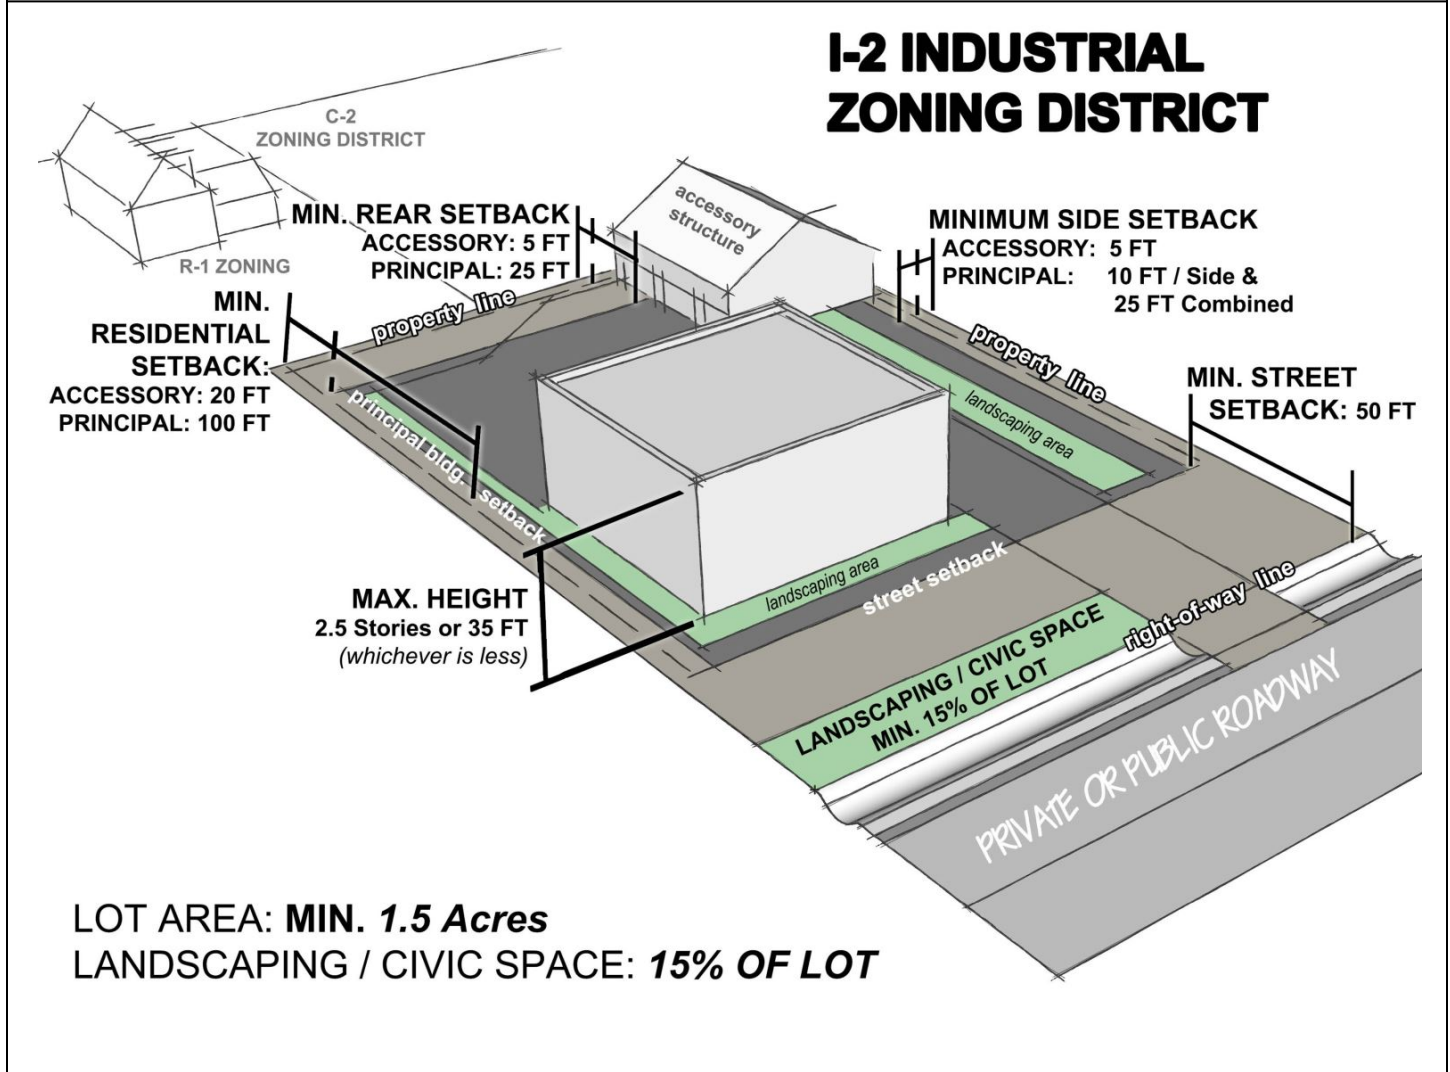 I-2 INDUSTRIAL
ZONING DISTRICT
C-2
ZONING DISTRICT
R-1 ZONING
MIN. REAR SETBACK
ACCESSORY: 5 FT
PRINCIPAL: 25 FT
accessory
structure
MINIMUM SIDE SETBACK
ACCESSORY: 5 FT
PRINCIPAL: 10 FT / Side &
25 FT Combined
MIN.
RESIDENTIAL
SETBACK:
ACCESSORY: 20 FT
PRINCIPAL: 100 FT
property line
property line
MIN. STREET
SETBACK: 50 FT
principal bldg. setback
landscaping area
landscaping area
street setback
MAX. HEIGHT
2.5 Stories or 35 FT
(whichever is less)
right-of-way line
LANDSCAPING / CIVIC SPACE
MIN. 15% OF LOT
PRIVATE OR PUBLIC ROADWAY
LOT AREA: MIN. 1.5 Acres
LANDSCAPING / CIVIC SPACE: 15% OF LOT